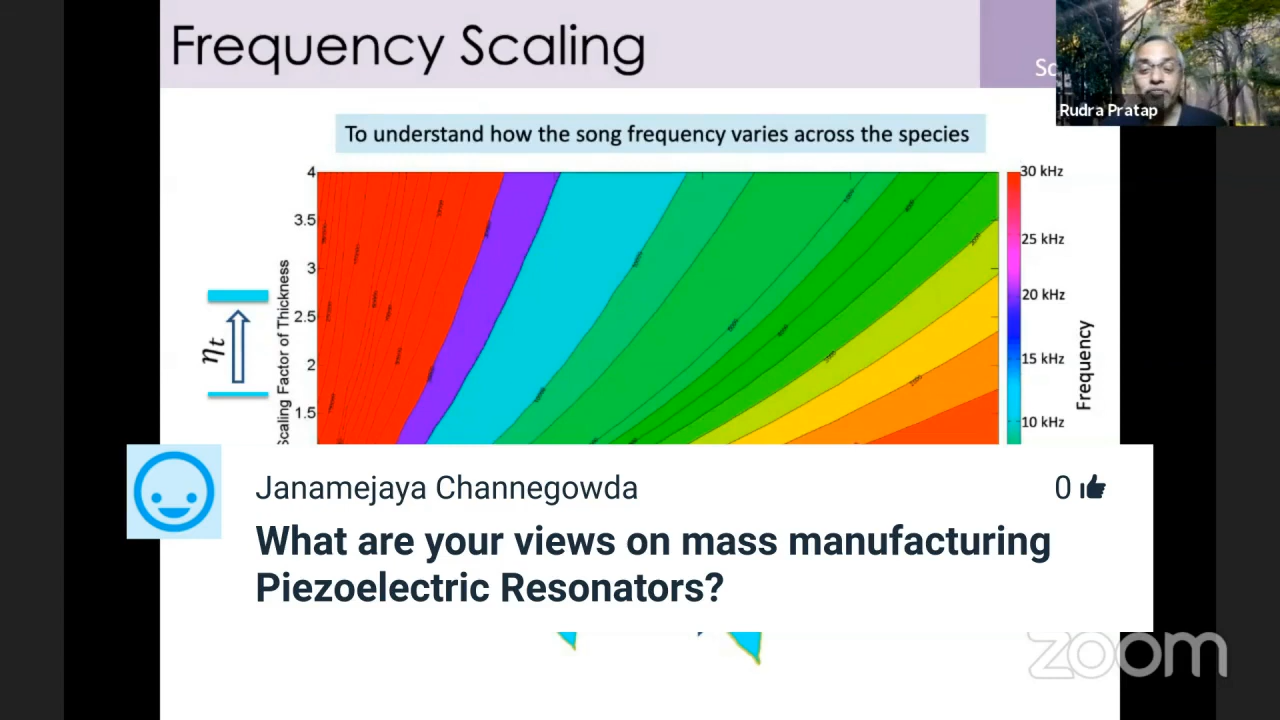 Frequency Scaling
Sc
Rudra Pratap
To understand how the song frequency varies across the species
4
3.5
3
2.5
2
1.5
Scaling Factor of Thickness
ηt
30 kHz
25 kHz
20 kHz
15 kHz
10 kHz
Frequency
Janamejaya Channegowda
0
What are your views on mass manufacturing
Piezoelectric Resonators?
zoom